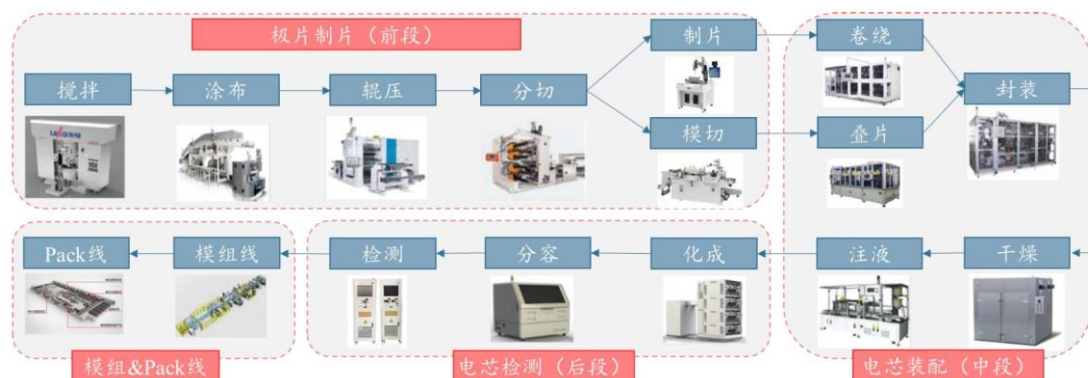 极片制片（前段）
搅拌
涂布
辊压
分切
制片
模切
卷绕
叠片
封装
干燥
注液
化成
分容
检测
模组线
Pack线
电芯装配（中段）
电芯检测（后段）
模组&Pack线